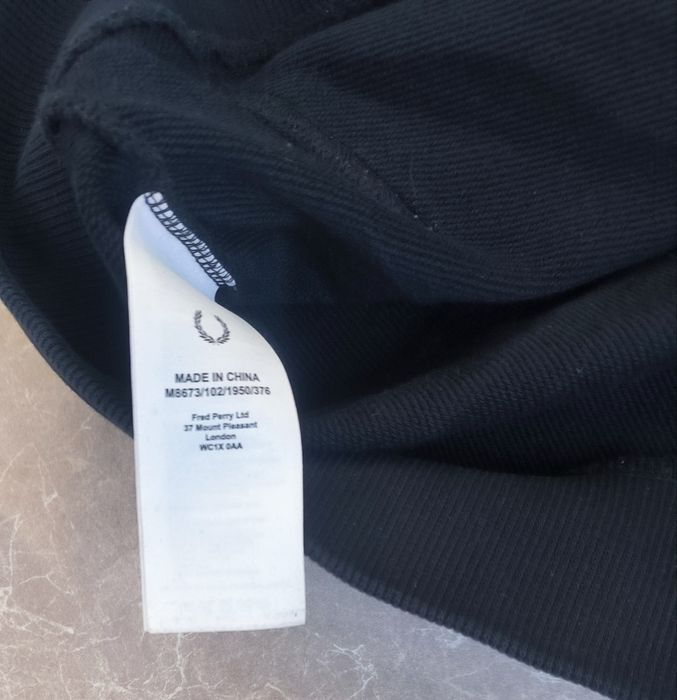 MADE IN CHINA
M8673/102/1950/376
Fred Perry Ltd
37 Mount Pleasant
London
WC1X 0AA